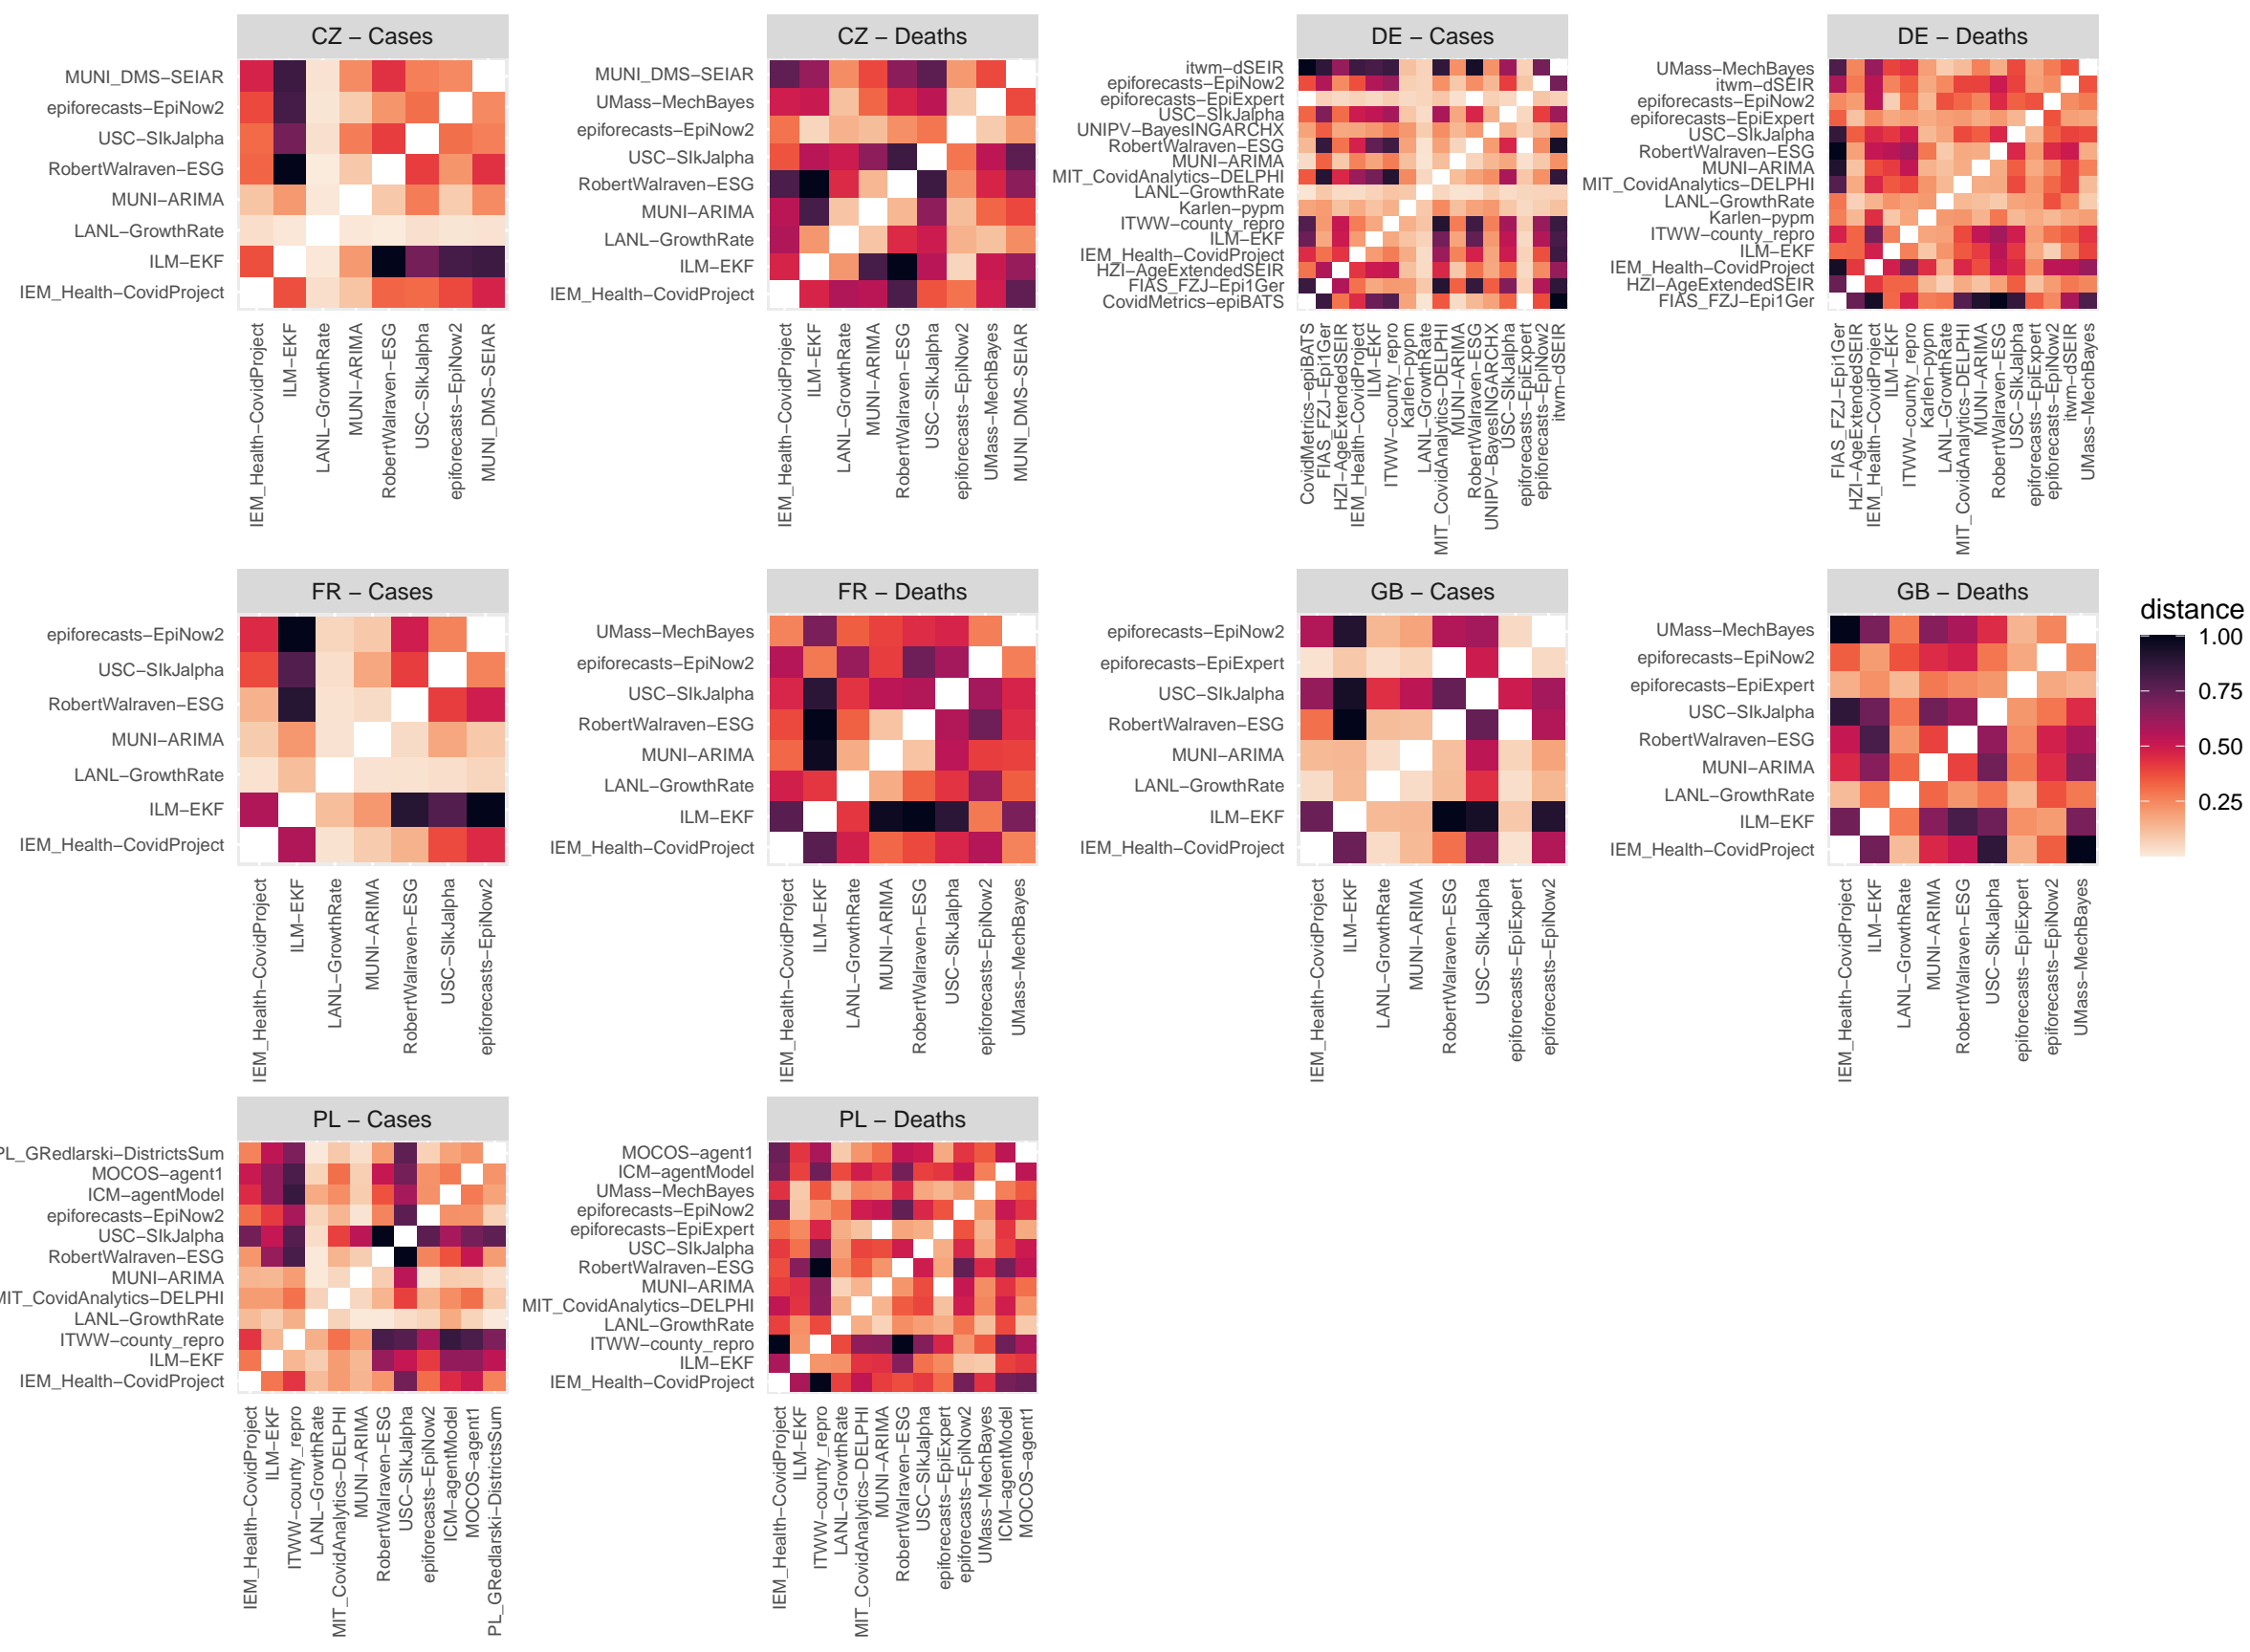 CZ − Cases
CZ − Deaths
DE − Cases
DE − Deaths
MUNI_DMS−SEIAR
epiforecasts−EpiNow2
USC−SIkJalpha
RobertWalraven−ESG
MUNI−ARIMA
LANL−GrowthRate
ILM−EKF
IEM_Health−CovidProject
IEM_Health−CovidProject
ILM−EKF
LANL−GrowthRate
MUNI−ARIMA
RobertWalraven−ESG
USC−SIkJalpha
epiforecasts−EpiNow2
MUNI_DMS−SEIAR
MUNI_DMS−SEIAR
UMass−MechBayes
epiforecasts−EpiNow2
USC−SIkJalpha
RobertWalraven−ESG
MUNI−ARIMA
LANL−GrowthRate
ILM−EKF
IEM_Health−CovidProject
IEM_Health−CovidProject
ILM−EKF
LANL−GrowthRate
MUNI−ARIMA
RobertWalraven−ESG
USC−SIkJalpha
epiforecasts−EpiNow2
UMass−MechBayes
MUNI_DMS−SEIAR
itwm−dSEIR
epiforecasts−EpiNow2
epiforecasts−EpiExpert
USC−SIkJalpha
UNIPV−BayesINGARCHX
RobertWalraven−ESG
MUNI−ARIMA
MIT_CovidAnalytics−DELPHI
LANL−GrowthRate
Karlen−pypm
ITWW−county_repro
ILM−EKF
IEM_Health−CovidProject
HZI−AgeExtendedSEIR
FIAS_FZJ−Epi1Ger
CovidMetrics−epiBATS
CovidMetrics−epiBATS
FIAS_FZJ−Epi1Ger
HZI−AgeExtendedSEIR
IEM_Health−CovidProject
ILM−EKF
ITWW−county_repro
Karlen−pypm
LANL−GrowthRate
MIT_CovidAnalytics−DELPHI
MUNI−ARIMA
RobertWalraven−ESG
UNIPV−BayesINGARCHX
USC−SIkJalpha
epiforecasts−EpiExpert
epiforecasts−EpiNow2
itwm−dSEIR
UMass−MechBayes
itwm−dSEIR
epiforecasts−EpiNow2
epiforecasts−EpiExpert
USC−SIkJalpha
RobertWalraven−ESG
MUNI−ARIMA
MIT_CovidAnalytics−DELPHI
LANL−GrowthRate
Karlen−pypm
ITWW−county_repro
ILM−EKF
IEM_Health−CovidProject
HZI−AgeExtendedSEIR
FIAS_FZJ−Epi1Ger
FIAS_FZJ−Epi1Ger
HZI−AgeExtendedSEIR
IEM_Health−CovidProject
ILM−EKF
ITWW−county_repro
Karlen−pypm
LANL−GrowthRate
MIT_CovidAnalytics−DELPHI
MUNI−ARIMA
RobertWalraven−ESG
USC−SIkJalpha
epiforecasts−EpiExpert
epiforecasts−EpiNow2
itwm−dSEIR
UMass−MechBayes
FR − Cases
FR − Deaths
GB − Cases
GB − Deaths
epiforecasts−EpiNow2
USC−SIkJalpha
RobertWalraven−ESG
MUNI−ARIMA
LANL−GrowthRate
ILM−EKF
IEM_Health−CovidProject
IEM_Health−CovidProject
ILM−EKF
LANL−GrowthRate
MUNI−ARIMA
RobertWalraven−ESG
USC−SIkJalpha
epiforecasts−EpiNow2
UMass−MechBayes
epiforecasts−EpiNow2
USC−SIkJalpha
RobertWalraven−ESG
MUNI−ARIMA
LANL−GrowthRate
ILM−EKF
IEM_Health−CovidProject
IEM_Health−CovidProject
ILM−EKF
LANL−GrowthRate
MUNI−ARIMA
RobertWalraven−ESG
USC−SIkJalpha
epiforecasts−EpiNow2
UMass−MechBayes
epiforecasts−EpiNow2
epiforecasts−EpiExpert
USC−SIkJalpha
RobertWalraven−ESG
MUNI−ARIMA
LANL−GrowthRate
ILM−EKF
IEM_Health−CovidProject
IEM_Health−CovidProject
ILM−EKF
LANL−GrowthRate
MUNI−ARIMA
RobertWalraven−ESG
USC−SIkJalpha
epiforecasts−EpiExpert
epiforecasts−EpiNow2
UMass−MechBayes
epiforecasts−EpiNow2
epiforecasts−EpiExpert
USC−SIkJalpha
RobertWalraven−ESG
MUNI−ARIMA
LANL−GrowthRate
ILM−EKF
IEM_Health−CovidProject
IEM_Health−CovidProject
ILM−EKF
LANL−GrowthRate
MUNI−ARIMA
RobertWalraven−ESG
USC−SIkJalpha
epiforecasts−EpiExpert
epiforecasts−EpiNow2
UMass−MechBayes
distance
1.00
0.75
0.50
0.25
PL − Cases
PL − Deaths
PL_GRedlarski−DistrictsSum
MOCOS−agent1
ICM−agentModel
epiforecasts−EpiNow2
USC−SIkJalpha
RobertWalraven−ESG
MUNI−ARIMA
MIT_CovidAnalytics−DELPHI
LANL−GrowthRate
ITWW−county_repro
ILM−EKF
IEM_Health−CovidProject
IEM_Health−CovidProject
ILM−EKF
ITWW−county_repro
LANL−GrowthRate
MIT_CovidAnalytics−DELPHI
MUNI−ARIMA
RobertWalraven−ESG
USC−SIkJalpha
epiforecasts−EpiNow2
ICM−agentModel
MOCOS−agent1
PL_GRedlarski−DistrictsSum
MOCOS−agent1
ICM−agentModel
UMass−MechBayes
epiforecasts−EpiNow2
epiforecasts−EpiExpert
USC−SIkJalpha
RobertWalraven−ESG
MUNI−ARIMA
MIT_CovidAnalytics−DELPHI
LANL−GrowthRate
ITWW−county_repro
ILM−EKF
IEM_Health−CovidProject
IEM_Health−CovidProject
ILM−EKF
ITWW−county_repro
LANL−GrowthRate
MIT_CovidAnalytics−DELPHI
MUNI−ARIMA
RobertWalraven−ESG
USC−SIkJalpha
epiforecasts−EpiExpert
epiforecasts−EpiNow2
UMass−MechBayes
ICM−agentModel
MOCOS−agent1